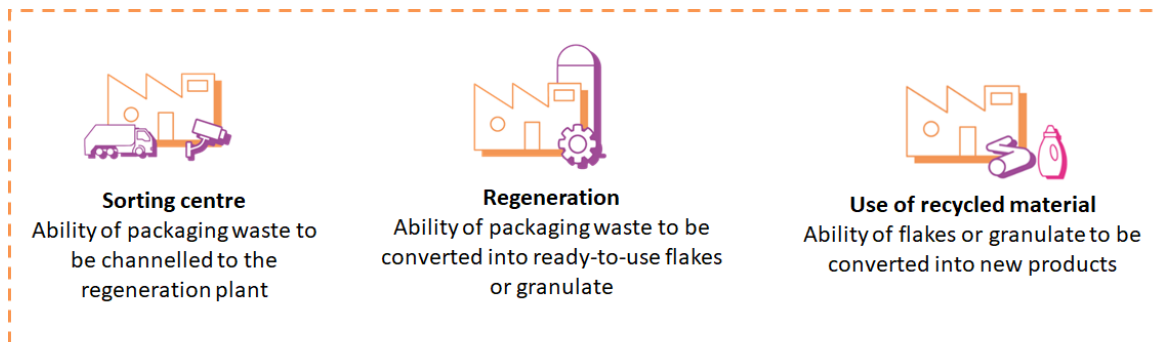 Sorting centre
Ability of packaging waste to
be channelled to the
regeneration plant
Regeneration
Ability of packaging waste to be
converted into ready-to-use flakes
or granulate
Use of recycled material
Ability of flakes or granulate to be
converted into new products